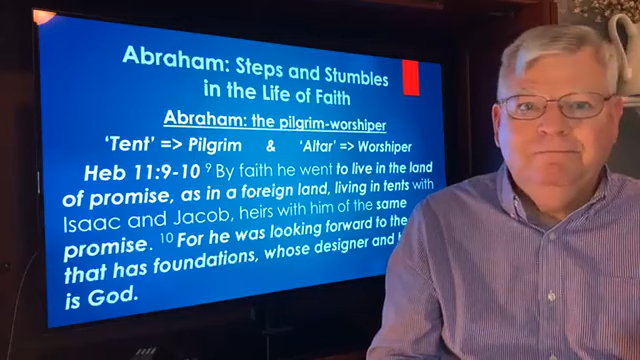 Abraham: Steps and Stumbles
in the Life of Faith
Abraham: the pilgrim-worshiper
‘Tent’ => Pilgrim & ‘Altar’ => Worshiper
Heb 11:9-10 ⁹ By faith he went to live in the land
of promise, as in a foreign land, living in tents with
Isaac and Jacob, heirs with him of the same
promise. ¹⁰ For he was looking forward to the
that has foundations, whose designer and
is God.